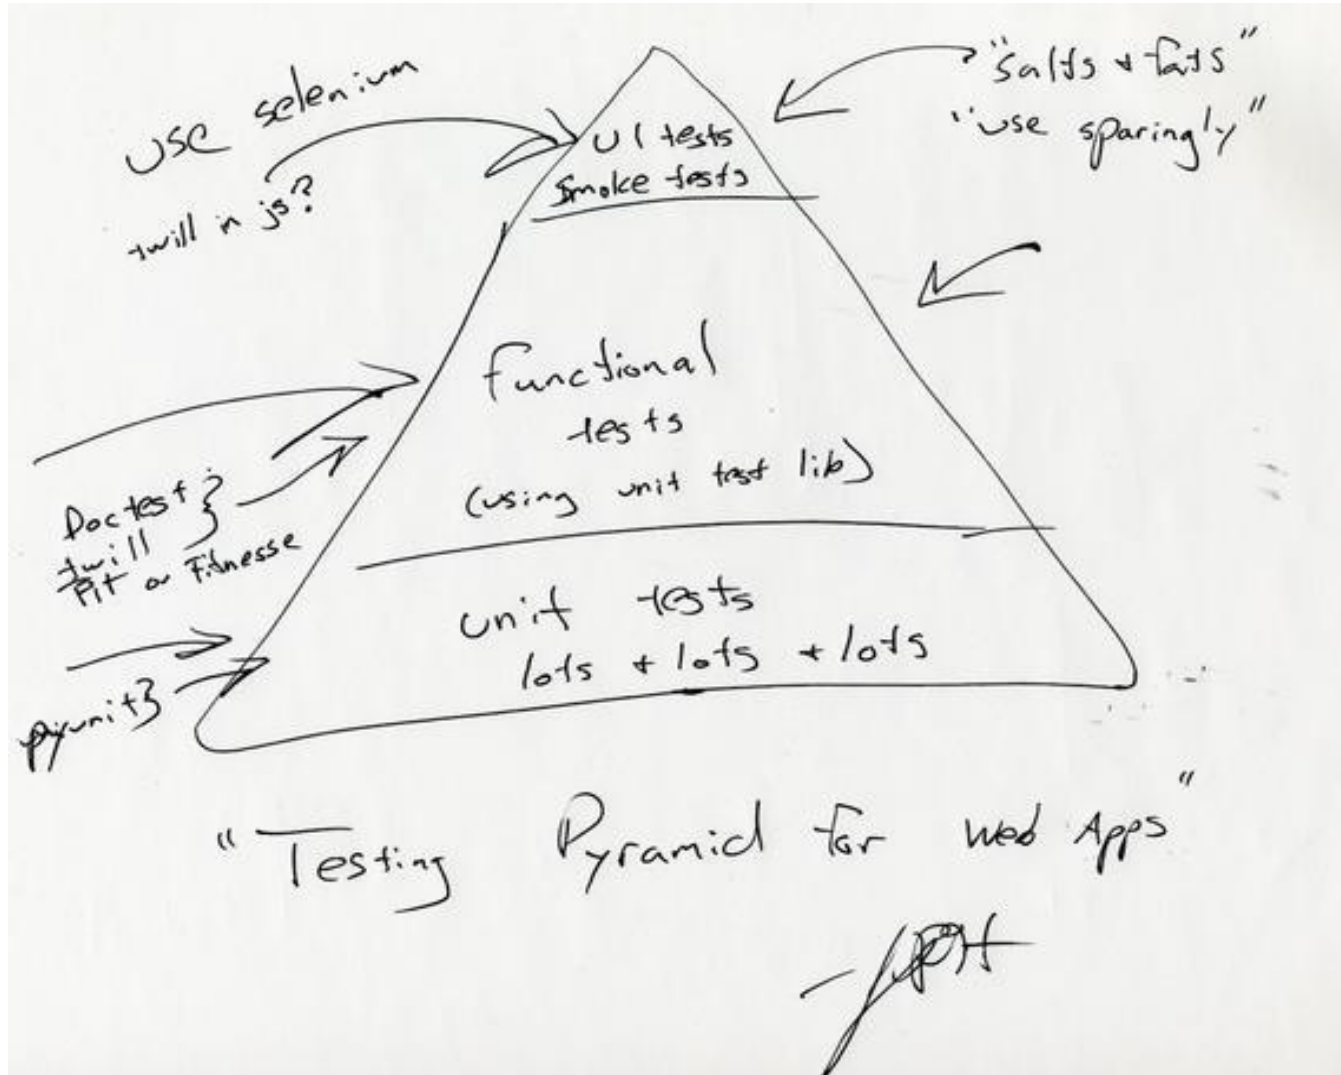 use selenium
twill in js?
"salts + fats"
"use sparingly"
UI tests
Smoke tests
functional
tests
(using unit test lib)
Doctest }
twill
Fit or Fitnesse
unit tests
lots + lots + lots
pyunit}
"Testing Pyramid for Web Apps"